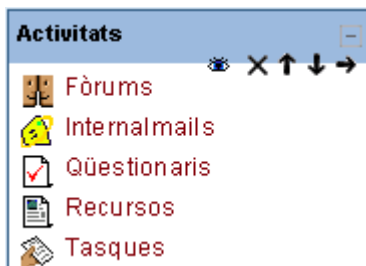 Activitats
Fòrums
Internalmails
Qüestionaris
Recursos
Tasques